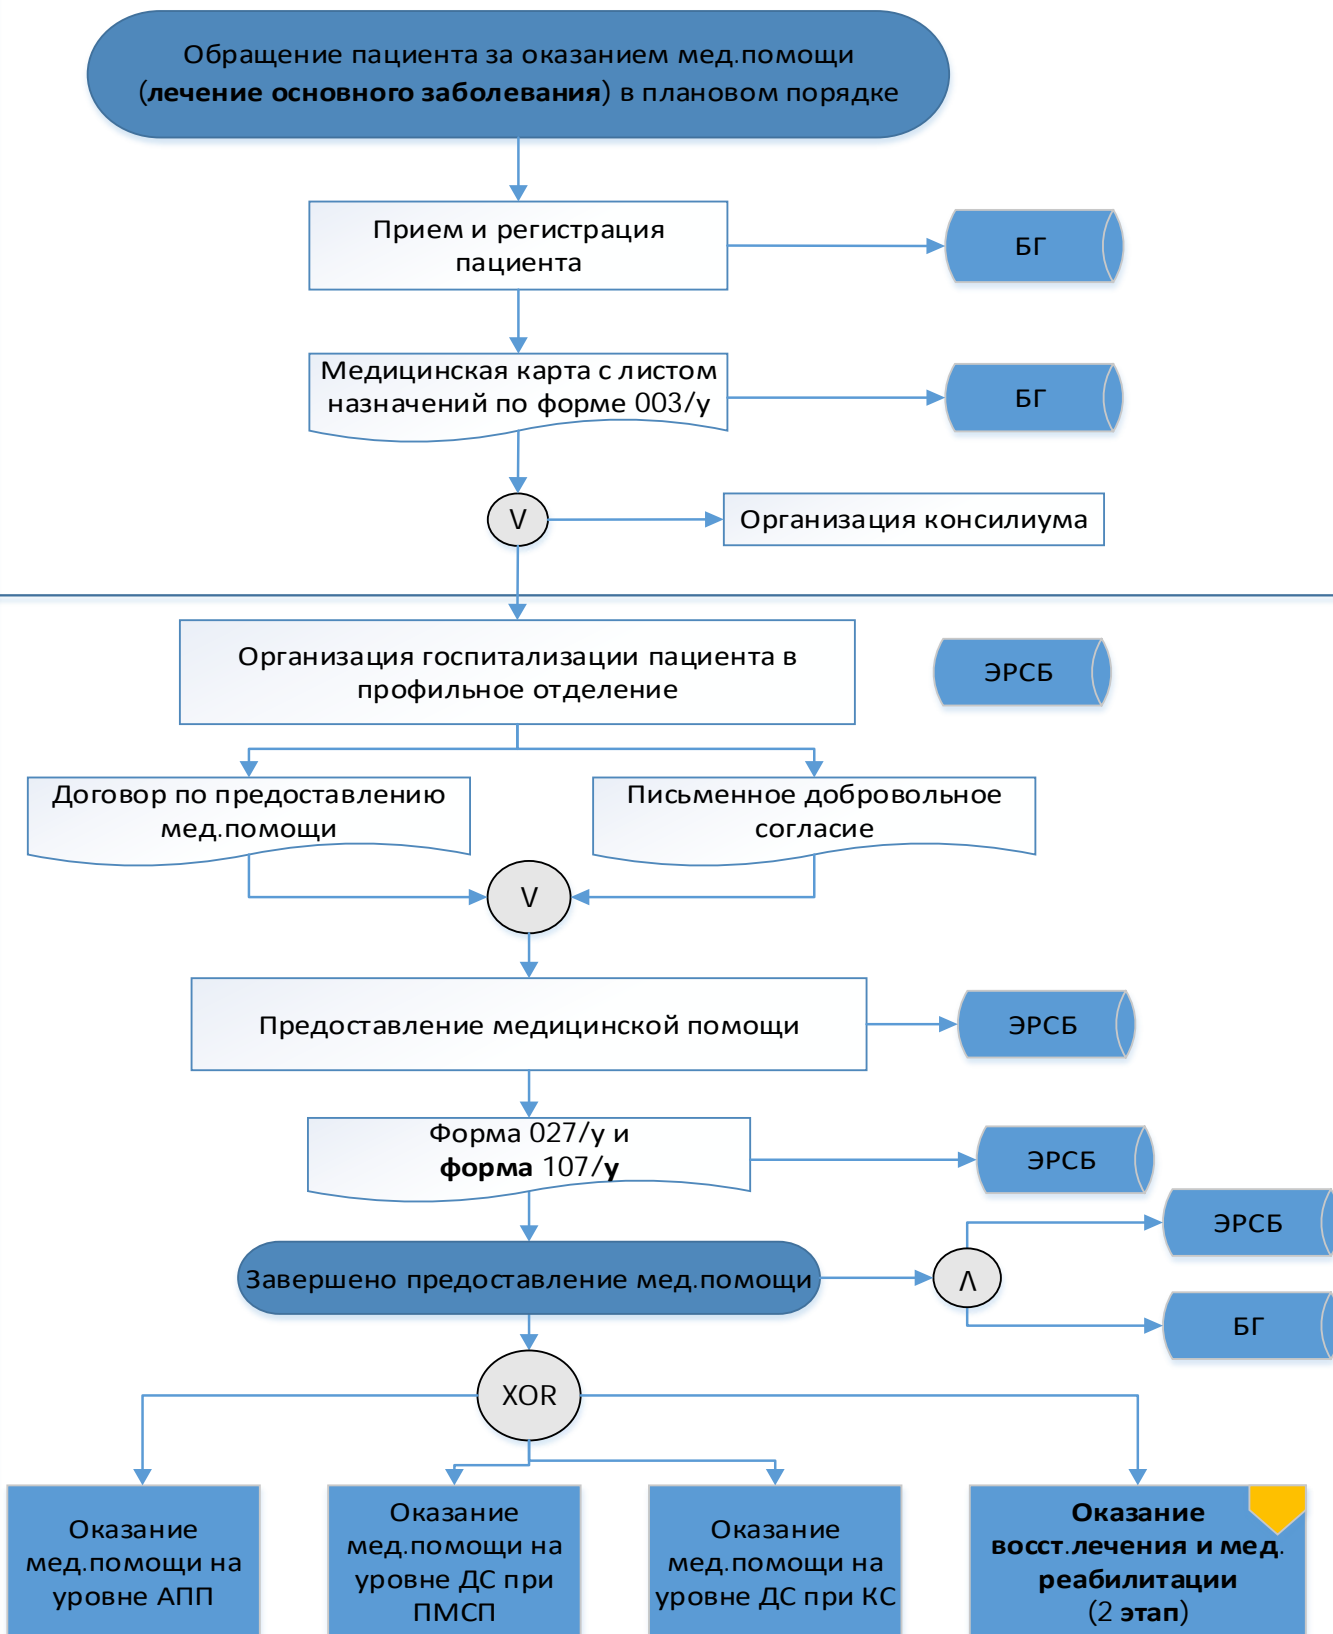 Обращение пациента за оказанием мед.помощи
(лечение основного заболевания) в плановом порядке
Прием и регистрация
пациента
БГ
Медицинская карта с листом
назначений по форме 003/у
БГ
V
Организация консилиума
Организация госпитализации пациента в
профильное отделение
ЭРСБ
Договор по предоставлению
мед.помощи
Письменное добровольное
согласие
V
Предоставление медицинской помощи
ЭРСБ
Форма 027/у и
форма 107/у
ЭРСБ
ЭРСБ
Завершено предоставление мед.помощи
Λ
БГ
XOR
Оказание
мед.помощи на
уровне АПП
Оказание
мед.помощи на
уровне ДС при
ПМСП
Оказание
мед.помощи на
уровне ДС при КС
Оказание
восст.лечения и мед.
реабилитации
(2 этап)